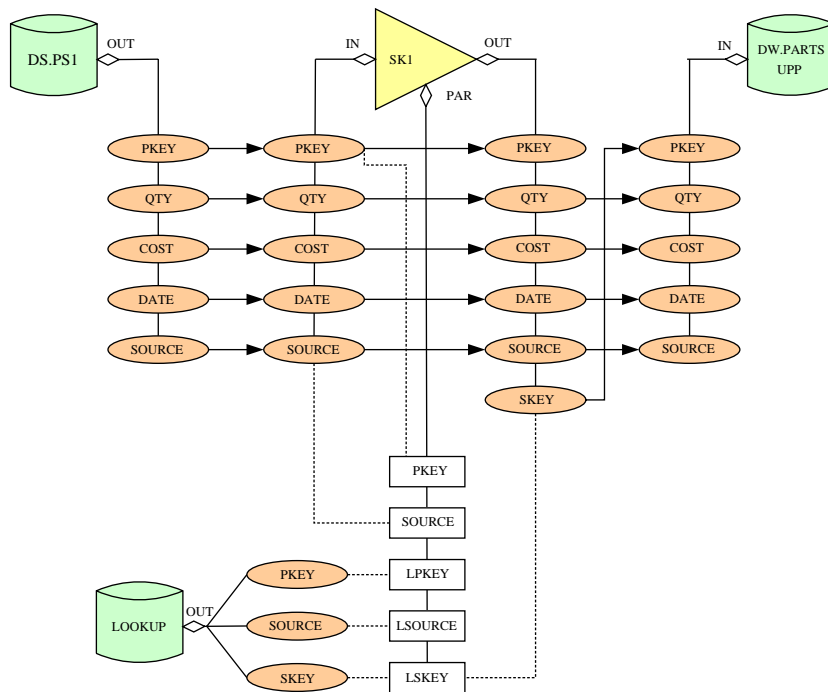 OUT
IN
OUT
IN
DS.PS1
SK1
DW.PARTS
UPP
PAR
PKEY
PKEY
PKEY
PKEY
QTY
QTY
QTY
QTY
COST
COST
COST
COST
DATE
DATE
DATE
DATE
SOURCE
SOURCE
SOURCE
SOURCE
SKEY
PKEY
SOURCE
PKEY
LPKEY
OUT
LOOKUP
SOURCE
LSOURCE
SKEY
LSKEY